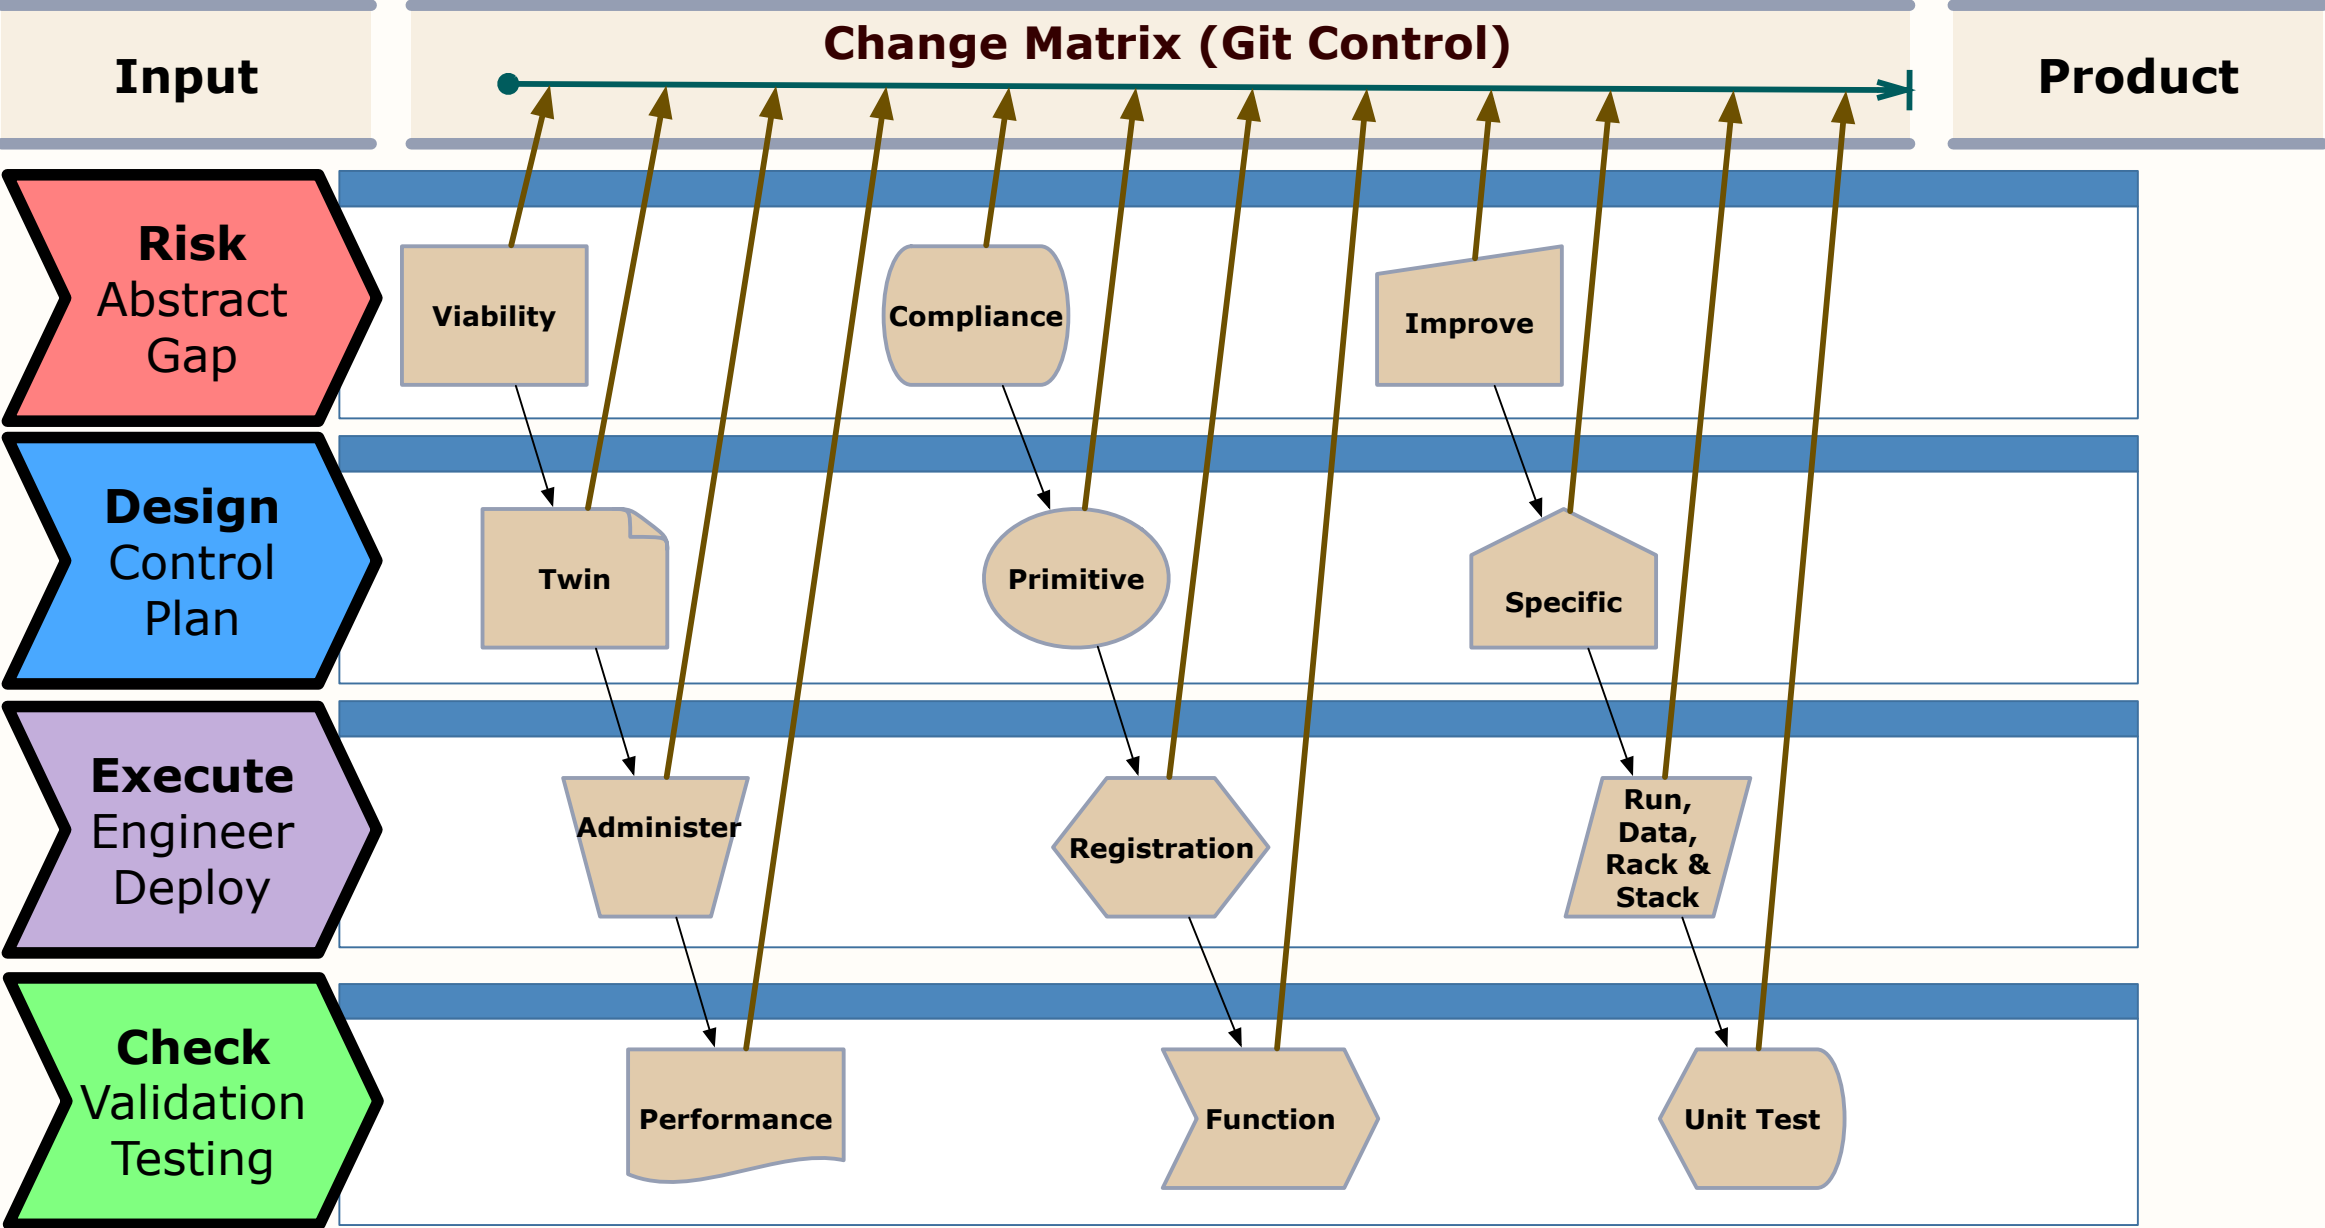 Input
Change Matrix (Git Control)
Product
Risk
Abstract
Gap
Viability
Compliance
Improve
Design
Control
Plan
Twin
Primitive
Specific
Execute
Engineer
Deploy
Administer
Registration
Run,
Data,
Rack &
Stack
Check
Validation
Testing
Performance
Function
Unit Test